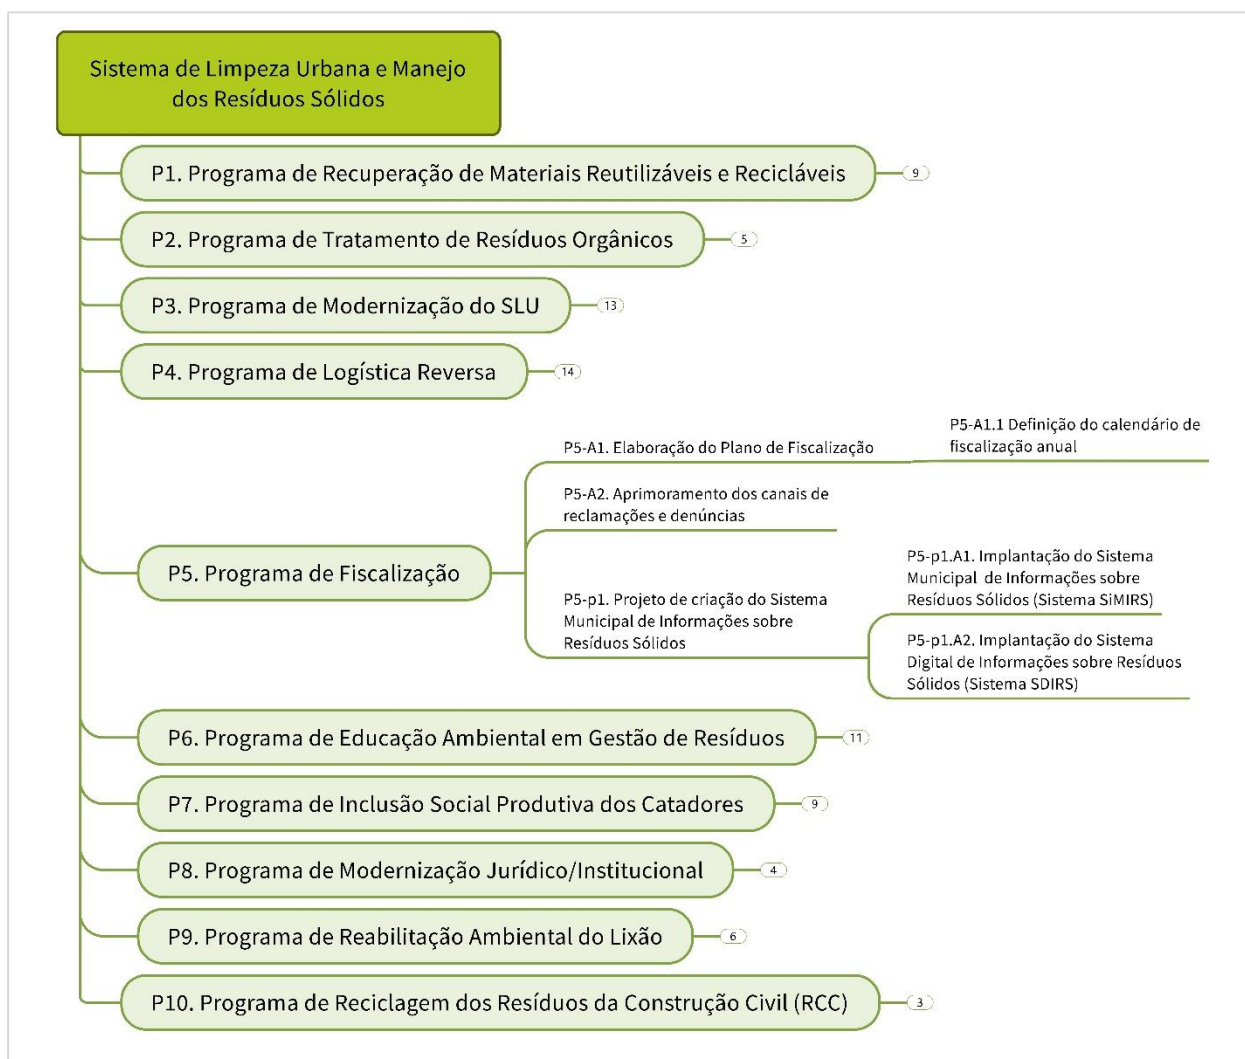 Sistema de Limpeza Urbana e Manejo
dos Resíduos Sólidos
P1. Programa de Recuperação de Materiais Reutilizáveis e Recicláveis
9
P2. Programa de Tratamento de Resíduos Orgânicos
5
P3. Programa de Modernização do SLU
13
P4. Programa de Logística Reversa
14
P5. Programa de Fiscalização
P5-A1. Elaboração do Plano de Fiscalização
P5-A1.1 Definição do calendário de
fiscalização anual
P5-A2. Aprimoramento dos canais de
reclamações e denúncias
P5-p1. Projeto de criação do Sistema
Municipal de Informações sobre
Resíduos Sólidos
P5-p1.A1. Implantação do Sistema
Municipal de Informações sobre
Resíduos Sólidos (Sistema SiMIRS)
P5-p1.A2. Implantação do Sistema
Digital de Informações sobre Resíduos
Sólidos (Sistema SDIRS)
P6. Programa de Educação Ambiental em Gestão de Resíduos
11
P7. Programa de Inclusão Social Produtiva dos Catadores
9
P8. Programa de Modernização Jurídico/Institucional
4
P9. Programa de Reabilitação Ambiental do Lixão
6
P10. Programa de Reciclagem dos Resíduos da Construção Civil (RCC)
3